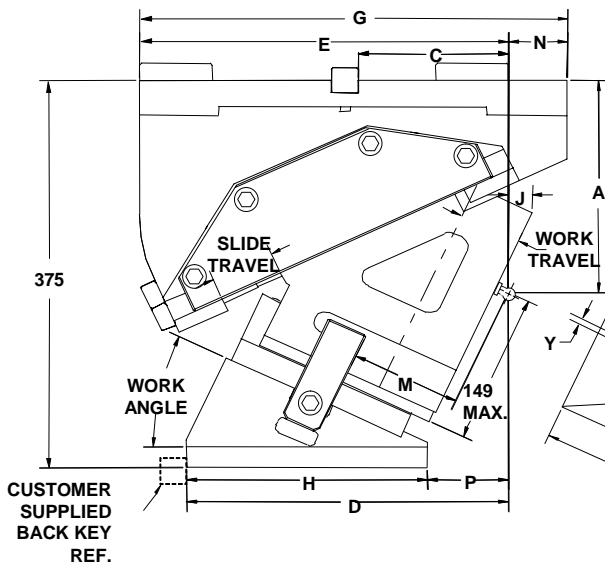 G
E
N
C
A
J
SLIDE
TRAVEL
WORK
TRAVEL
375
Y
WORK
ANGLE
M
149
MAX.
H
P
D
CUSTOMER
SUPPLIED
BACK KEY
REF.